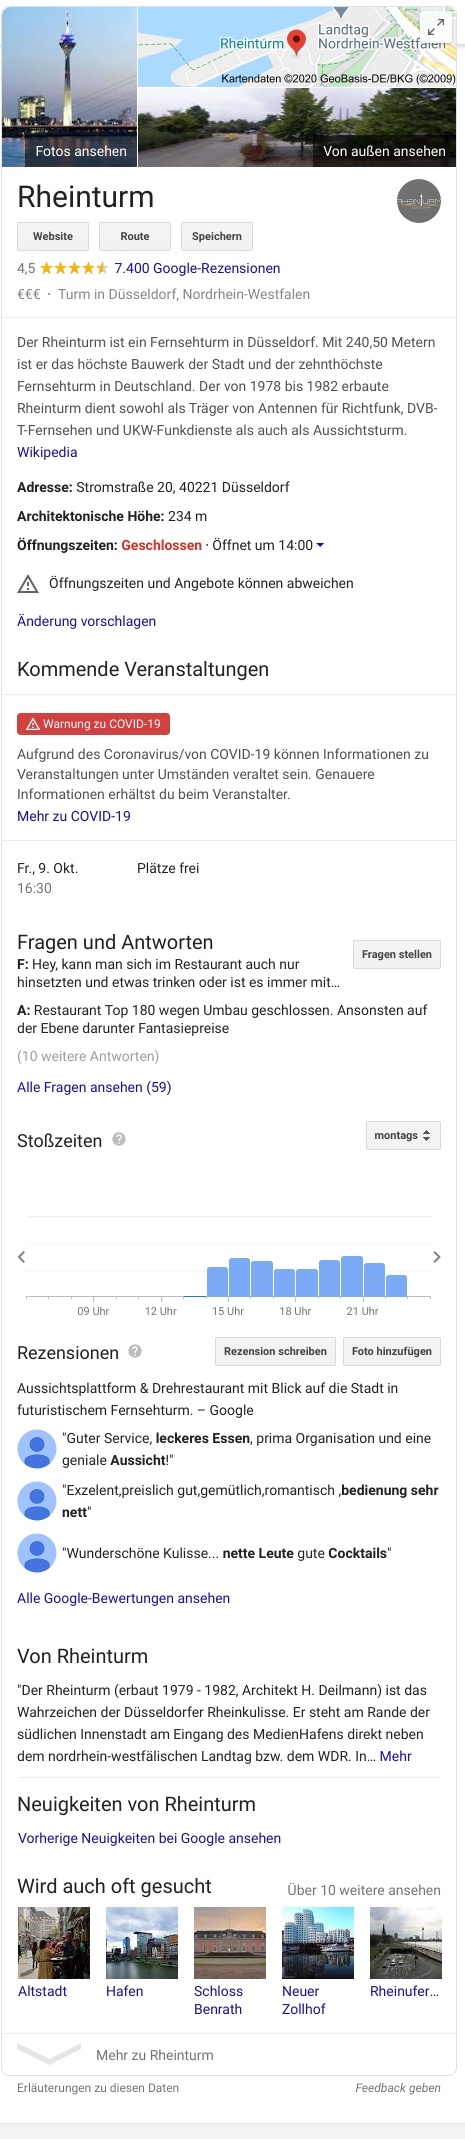 Rheinturm
Landtag
Nordrhein-Westfalen
Kartendaten ©2020 GeoBasis-DE/BKG (©2009)
Fotos ansehen
Von außen ansehen
Rheinturm
RHEINTURM
Website
Route
Speichern
4,5 7.400 Google-Rezensionen
€€€ · Turm in Düsseldorf, Nordrhein-Westfalen
Der Rheinturm ist ein Fernsehturm in Düsseldorf. Mit 240,50 Metern
ist er das höchste Bauwerk der Stadt und der zehnthöchste
Fernsehturm in Deutschland. Der von 1978 bis 1982 erbaute
Rheinturm dient sowohl als Träger von Antennen für Richtfunk, DVB-
T-Fernsehen und UKW-Funkdienste als auch als Aussichtsturm.
Wikipedia
Adresse: Stromstraße 20, 40221 Düsseldorf
Architektonische Höhe: 234 m
Öffnungszeiten: Geschlossen · Öffnet um 14:00
Öffnungszeiten und Angebote können abweichen
Änderung vorschlagen
Kommende Veranstaltungen
Warnung zu COVID-19
Aufgrund des Coronavirus/von COVID-19 können Informationen zu
Veranstaltungen unter Umständen veraltet sein. Genauere
Informationen erhältst du beim Veranstalter.
Mehr zu COVID-19
Fr., 9. Okt. Plätze frei
16:30
Fragen und Antworten
Fragen stellen
F: Hey, kann man sich im Restaurant auch nur
hinsetzten und etwas trinken oder ist es immer mit…
A: Restaurant Top 180 wegen Umbau geschlossen. Ansonsten auf
der Ebene darunter Fantasiepreise
(10 weitere Antworten)
Alle Fragen ansehen (59)
Stoßzeiten ?
montags
09 Uhr 12 Uhr 15 Uhr 18 Uhr 21 Uhr
Rezensionen ?
Rezension schreiben
Foto hinzufügen
Aussichtsplattform & Drehrestaurant mit Blick auf die Stadt in
futuristischem Fernsehturm. – Google
"Guter Service, leckeres Essen, prima Organisation und eine
geniale Aussicht!"
"Exzelent,preislich gut,gemütlich,romantisch ,bedienung sehr
nett"
"Wunderschöne Kulisse... nette Leute gute Cocktails"
Alle Google-Bewertungen ansehen
Von Rheinturm
"Der Rheinturm (erbaut 1979 - 1982, Architekt H. Deilmann) ist das
Wahrzeichen der Düsseldorfer Rheinkulisse. Er steht am Rande der
südlichen Innenstadt am Eingang des MedienHafens direkt neben
dem nordrhein-westfälischen Landtag bzw. dem WDR. In… Mehr
Neuigkeiten von Rheinturm
Vorherige Neuigkeiten bei Google ansehen
Wird auch oft gesucht
Über 10 weitere ansehen
Altstadt
Hafen
Schloss
Benrath
Neuer
Zollhof
Rheinufer…
Mehr zu Rheinturm
Erläuterungen zu diesen Daten
Feedback geben